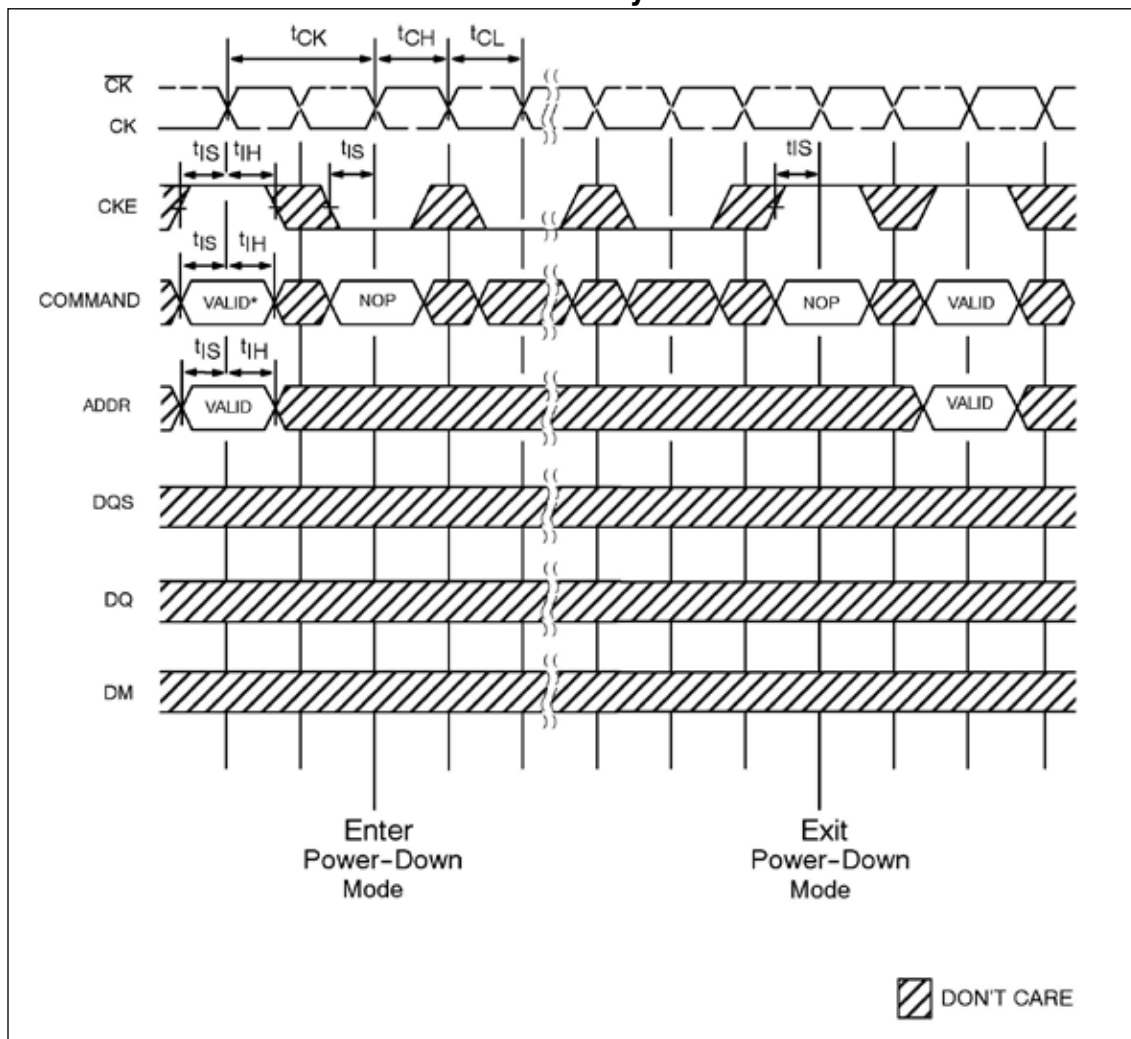 tCK tCH tCL
CK
CK
tIS tIH tIS tIS
CKE
tIS tIH
COMMAND VALID* NOP NOP VALID
tIS tIH
ADDR VALID VALID
DQS
DQ
DM
Enter Exit
Power-Down Power-Down
Mode Mode
DON'T CARE